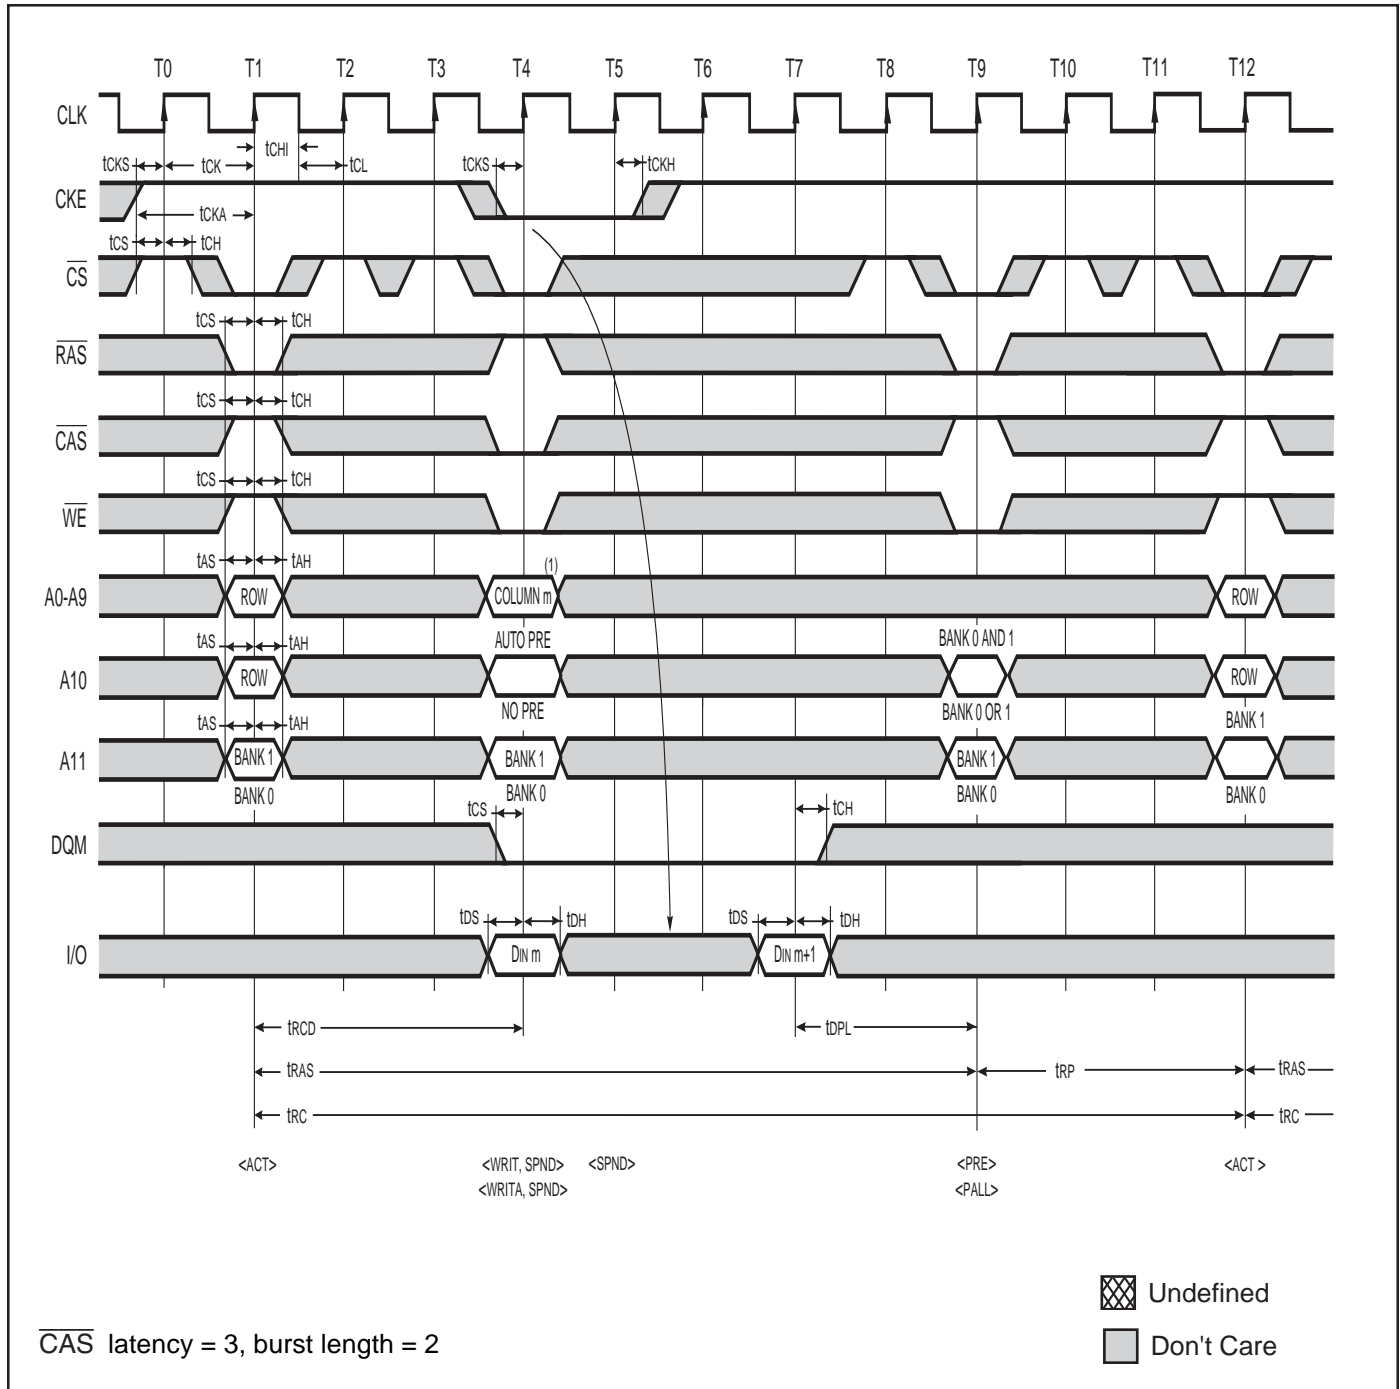 T0 T1 T2 T3 T4 T5 T6 T7 T8 T9 T10 T11 T12
CLK
tCHI
tCKS tCK tCL tCKS tCKH
CKE
tCKA
tCS tCH
CS
tCS tCH
RAS
tCS tCH
CAS
tCS tCH
WE
tAS tAH (1)
A0-A9 ROW COLUMN m ROW
tAS tAH AUTO PRE BANK 0 AND 1
A10 ROW ROW
NO PRE BANK 0 OR 1 BANK 1
tAS tAH
A11 BANK 1 BANK 1 BANK 1
BANK 0 BANK 0 BANK 0 BANK 0
tCS tCH
DQM
tDS tDH tDS tDH
I/O DIN m DIN m+1
tRCD tDPL
tRAS tRP tRAS
tRC tRC
<ACT> <WRIT, SPND> <SPND> <PRE> <ACT >
<WRITA, SPND> <PALL>
Undefined
CAS latency = 3, burst length = 2
Don't Care